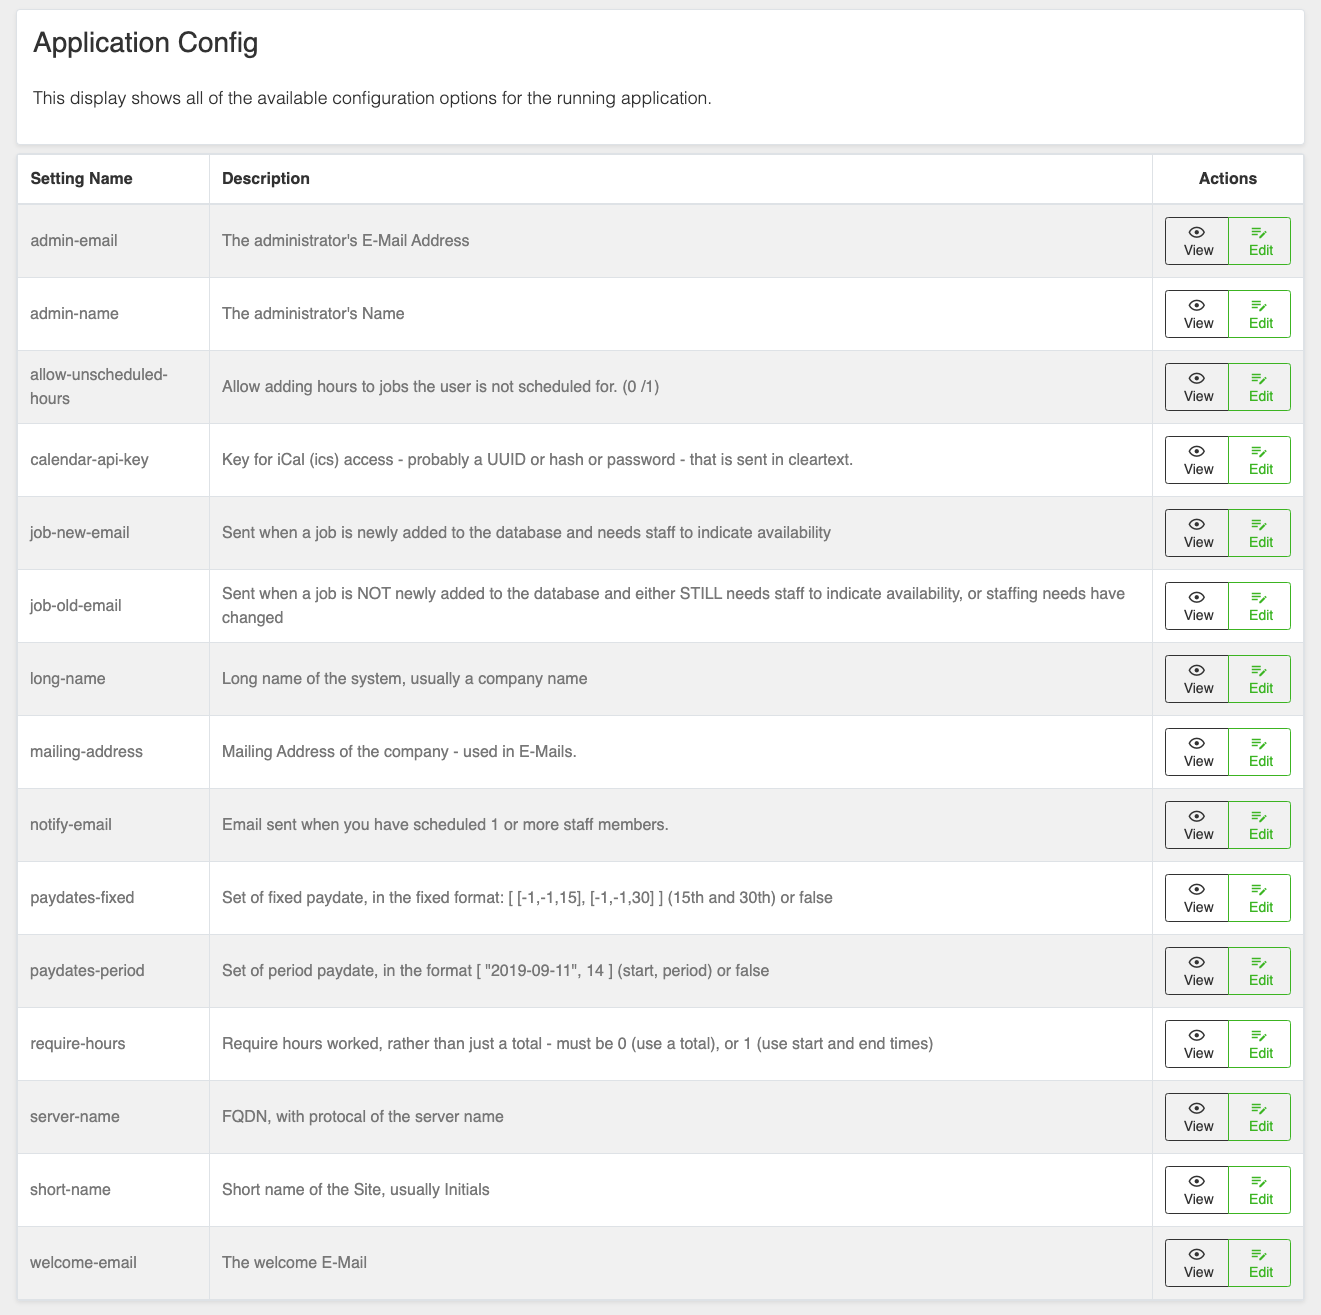 Application Config
This display shows all of the available configuration options for the running application.
Setting Name Description Actions
admin-email The administrator's E-Mail Address View Edit
admin-name The administrator's Name View Edit
allow-unscheduled-
hours Allow adding hours to jobs the user is not scheduled for. (0 /1) View Edit
calendar-api-key Key for iCal (ics) access - probably a UUID or hash or password - that is sent in cleartext. View Edit
job-new-email Sent when a job is newly added to the database and needs staff to indicate availability View Edit
job-old-email Sent when a job is NOT newly added to the database and either STILL needs staff to indicate availability, or staffing needs have
changed View Edit
long-name Long name of the system, usually a company name View Edit
mailing-address Mailing Address of the company - used in E-Mails. View Edit
notify-email Email sent when you have scheduled 1 or more staff members. View Edit
paydates-fixed Set of fixed paydate, in the fixed format: [ [-1,-1,15], [-1,-1,30] ] (15th and 30th) or false View Edit
paydates-period Set of period paydate, in the format [ "2019-09-11", 14 ] (start, period) or false View Edit
require-hours Require hours worked, rather than just a total - must be 0 (use a total), or 1 (use start and end times) View Edit
server-name FQDN, with protocal of the server name View Edit
short-name Short name of the Site, usually Initials View Edit
welcome-email The welcome E-Mail View Edit